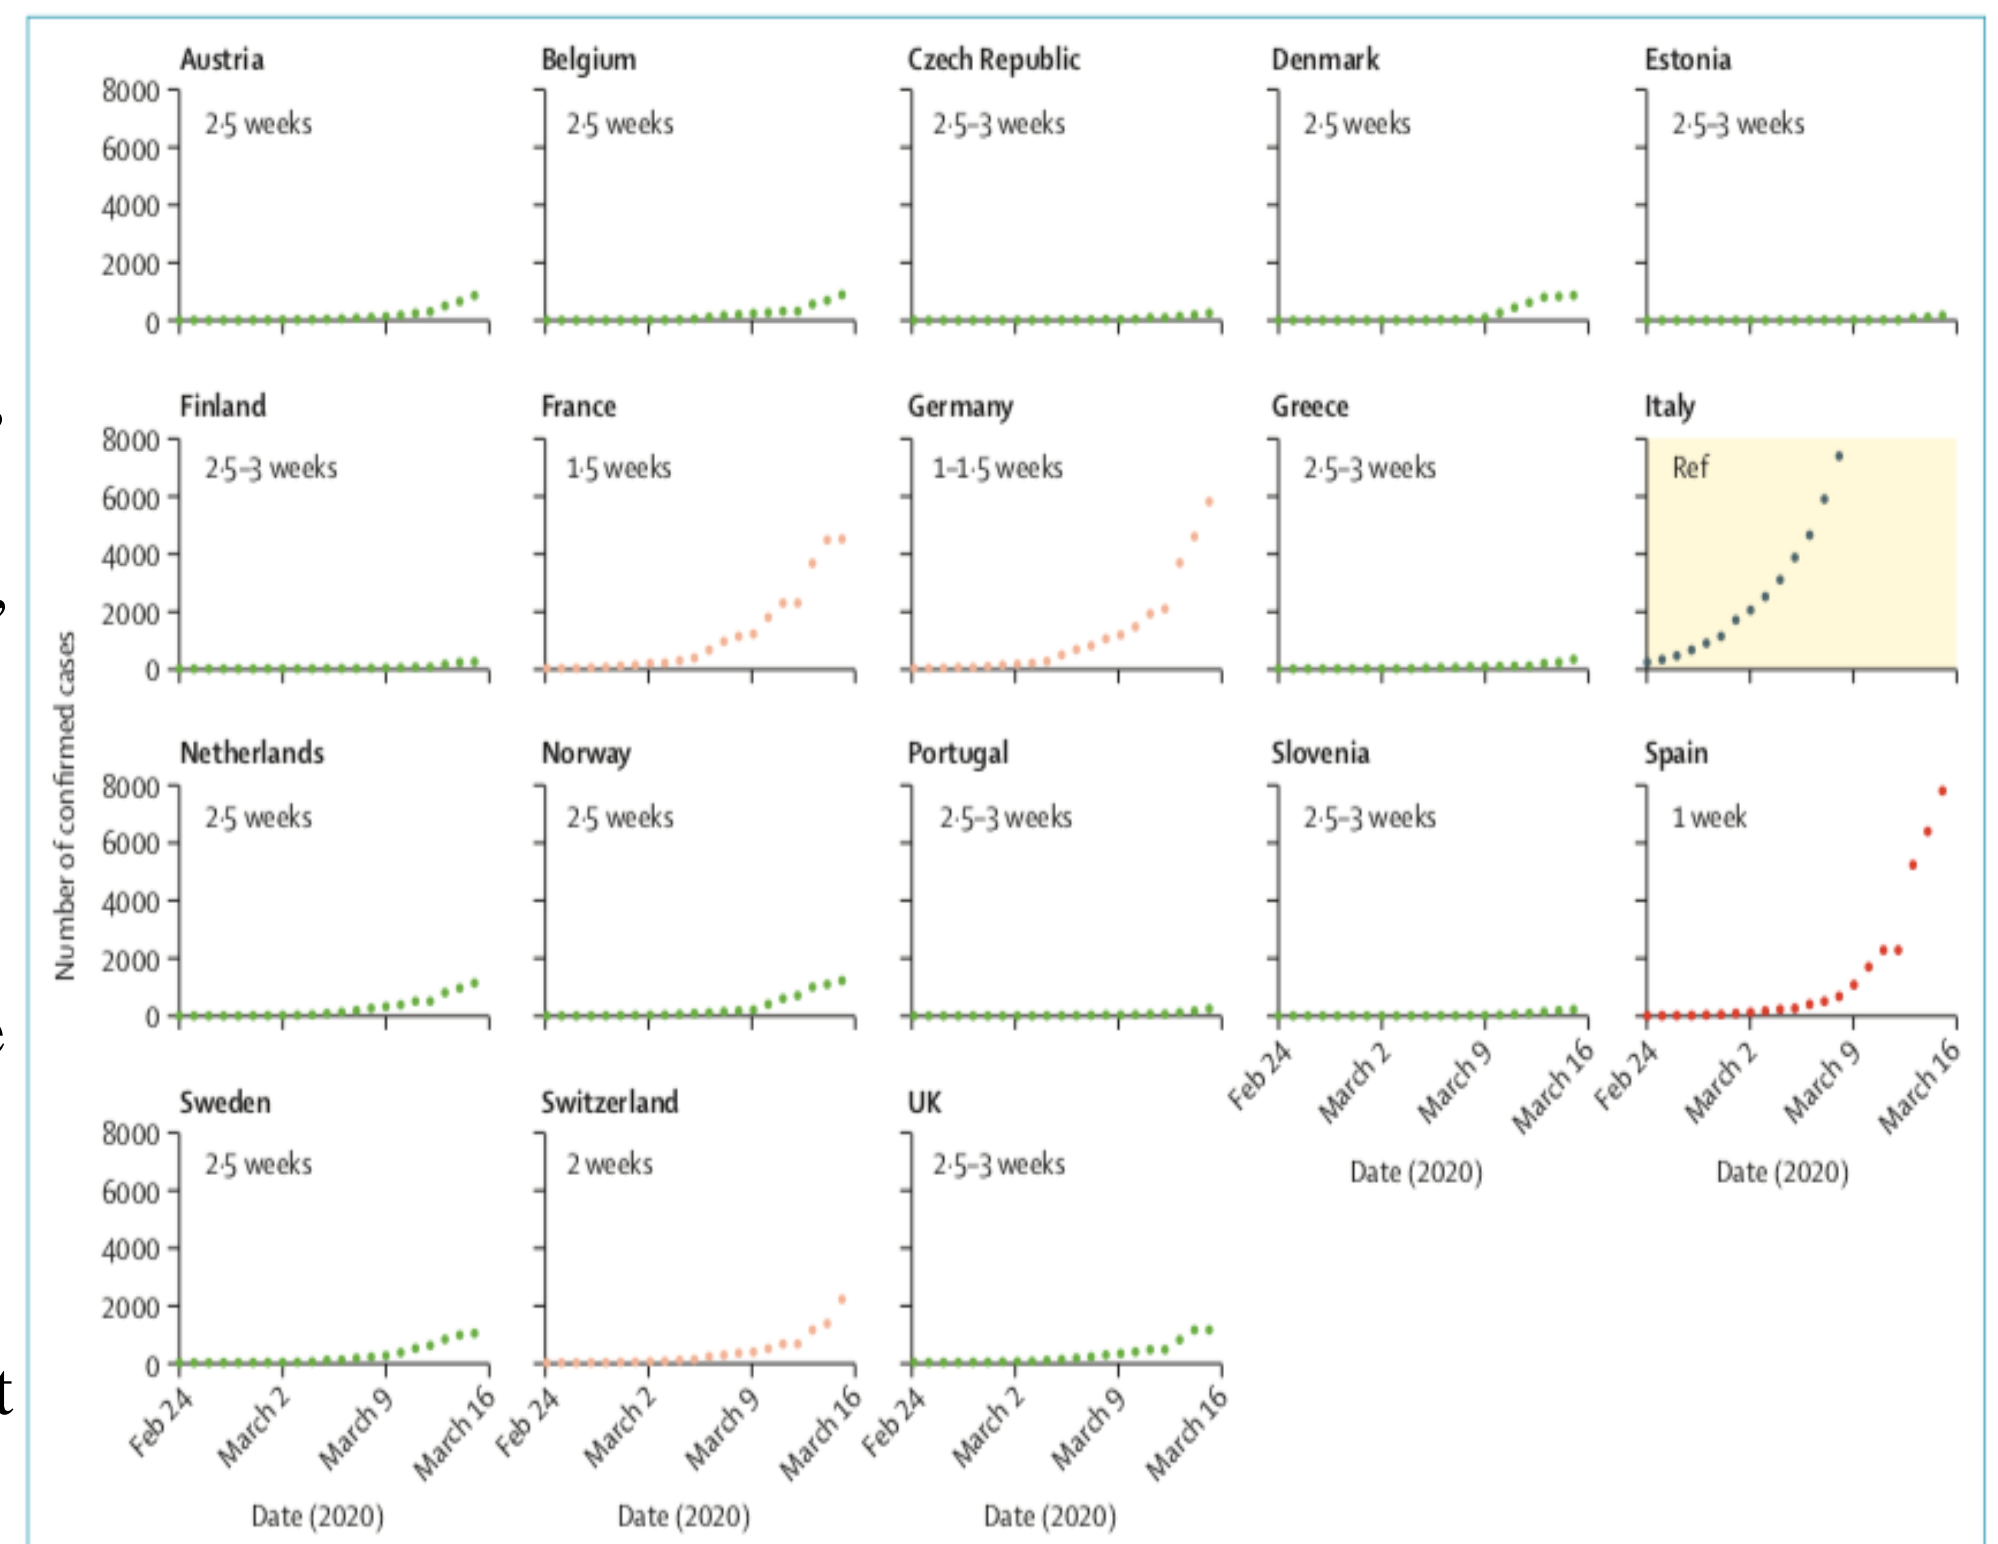 Austria
Belgium
Czech Republic
Denmark
Estonia
8000
6000
4000
2000
0
2·5 weeks
2·5 weeks
2·5–3 weeks
2·5 weeks
2·5–3 weeks
Finland
France
Germany
Greece
Italy
8000
6000
4000
2000
0
2·5–3 weeks
1·5 weeks
1–1·5 weeks
2·5–3 weeks
Ref
Number of confirmed cases
Netherlands
Norway
Portugal
Slovenia
Spain
8000
6000
4000
2000
0
2·5 weeks
2·5 weeks
2·5–3 weeks
2·5–3 weeks
1 week
Feb 24
March 2
March 9
March 16
Feb 24
March 2
March 9
March 16
Date (2020)
Date (2020)
Sweden
Switzerland
UK
8000
6000
4000
2000
0
2·5 weeks
2 weeks
2·5–3 weeks
Feb 24
March 2
March 9
March 16
Feb 24
March 2
March 9
March 16
Feb 24
March 2
March 9
March 16
Date (2020)
Date (2020)
Date (2020)